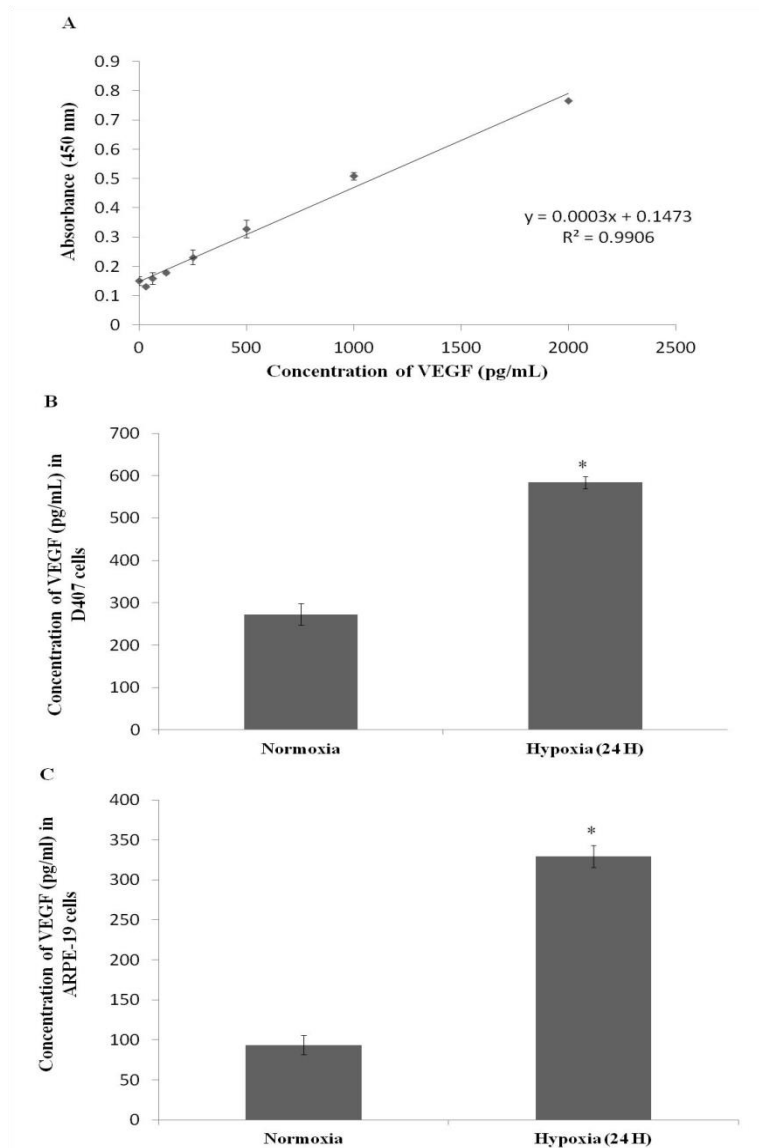 A
Absorbance (450 nm)
0.9
0.8
0.7
0.6
0.5
0.4
0.3
0.2
0.1
0
y = 0.0003x + 0.1473
R² = 0.9906
0 500 1000 1500 2000 2500
Concentration of VEGF (pg/mL)
B
Concentration of VEGF (pg/mL) in
D407 cells
700
600
500
400
300
200
100
0
*
Normoxia Hypoxia (24 H)
C
Concentration of VEGF (pg/ml) in
ARPE-19 cells
400
350
300
250
200
150
100
50
0
*
Normoxia Hypoxia (24 H)